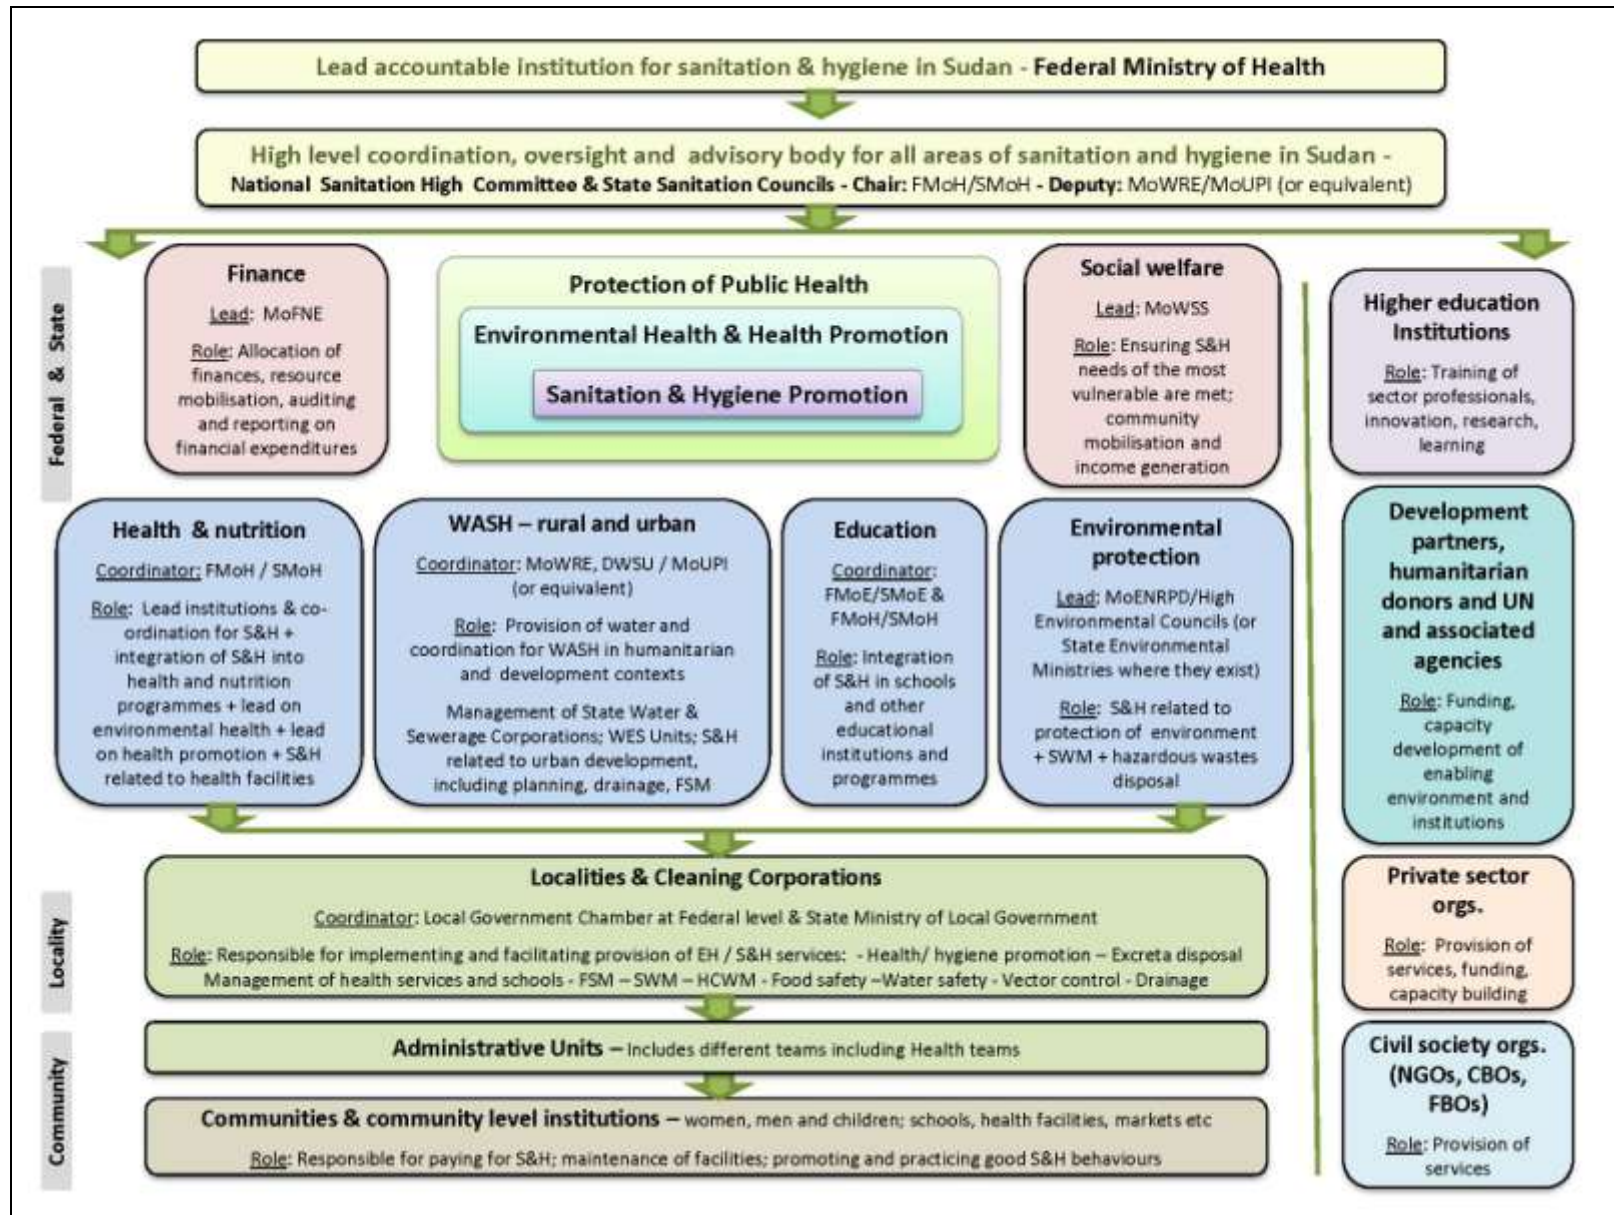 Lead accountable institution for sanitation & hygiene in Sudan - Federal Ministry of Health
High level coordination, oversight and advisory body for all areas of sanitation and hygiene in Sudan -
National Sanitation High Committee & State Sanitation Councils - Chair: FMoH/SMoH - Deputy: MoWRE/MoUPI (or equivalent)
Federal & State
Finance
Lead: MoFNE
Role: Allocation of
finances, resource
mobilisation, auditing
and reporting on
financial expenditures
Protection of Public Health
Environmental Health & Health Promotion
Sanitation & Hygiene Promotion
Social welfare
Lead: MoWSS
Role: Ensuring S&H
needs of the most
vulnerable are met;
community
mobilisation and
income generation
Higher education
Institutions
Role: Training of
sector professionals,
innovation, research,
learning
Health & nutrition
Coordinator: FMoH / SMoH
Role: Lead institutions & co-
ordination for S&H +
integration of S&H into
health and nutrition
programmes + lead on
environmental health + lead
on health promotion + S&H
related to health facilities
WASH – rural and urban
Coordinator: MoWRE, DWSU / MoUPI
(or equivalent)
Role: Provision of water and
coordination for WASH in humanitarian
and development contexts
Management of State Water &
Sewerage Corporations; WES Units; S&H
related to urban development,
including planning, drainage, FSM
Education
Coordinator:
FMoE/SMoE &
FMoH/SMoH
Role: Integration
of S&H in schools
and other
educational
institutions and
programmes
Environmental
protection
Lead: MoENRPD/High
Environmental Councils (or
State Environmental
Ministries where they exist)
Role: S&H related to
protection of environment
+ SWM + hazardous wastes
disposal
Development
partners,
humanitarian
donors and UN
and associated
agencies
Role: Funding,
capacity
development of
enabling
environment and
institutions
Locality
Localities & Cleaning Corporations
Coordinator: Local Government Chamber at Federal level & State Ministry of Local Government
Role: Responsible for implementing and facilitating provision of EH / S&H services: - Health/ hygiene promotion – Excreta disposal
Management of health services and schools - FSM – SWM – HCWM - Food safety –Water safety - Vector control - Drainage
Private sector
orgs.
Role: Provision of
services, funding,
capacity building
Community
Administrative Units – Includes different teams including Health teams
Communities & community level institutions – women, men and children; schools, health facilities, markets etc
Role: Responsible for paying for S&H; maintenance of facilities; promoting and practicing good S&H behaviours
Civil society orgs.
(NGOs, CBOs,
FBOs)
Role: Provision of
services